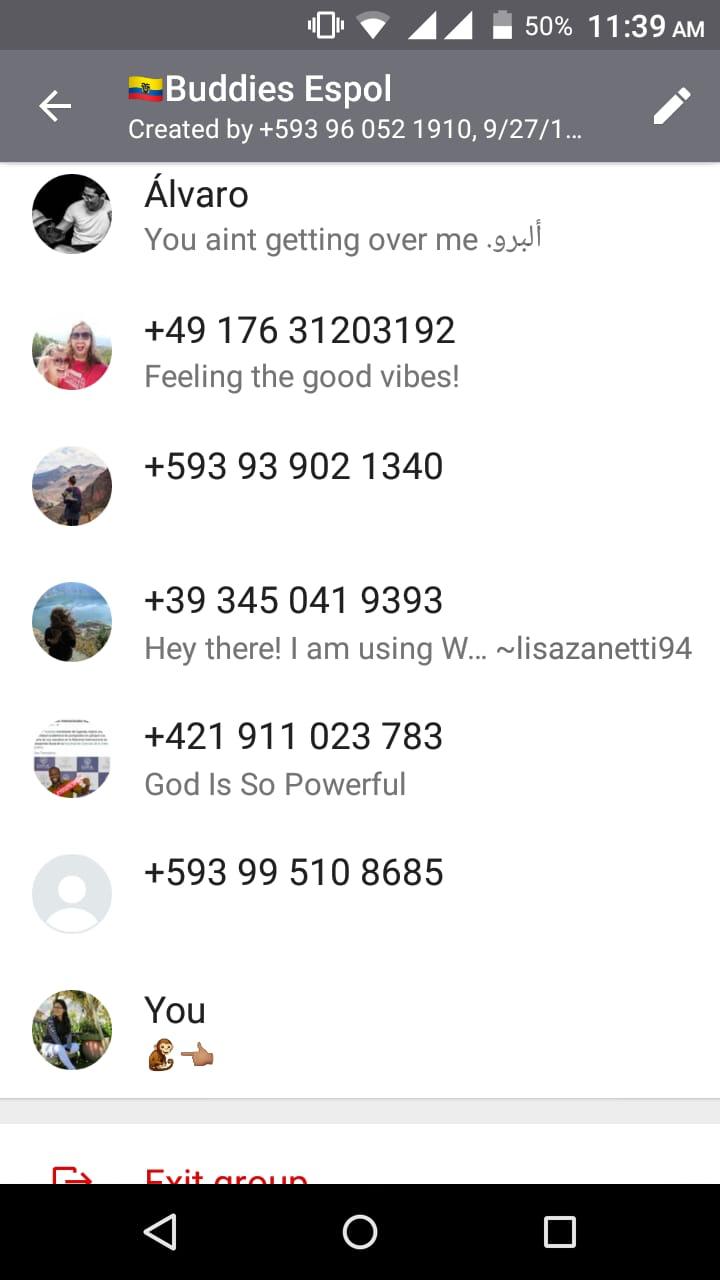 50% 11:39 AM
🇪🇨Buddies Espol
Created by +593 96 052 1910, 9/27/1...
Álvaro
You aint getting over me .ألبرو
+49 176 31203192
Feeling the good vibes!
+593 93 902 1340
+39 345 041 9393
Hey there! I am using W... ~lisazanetti94
+421 911 023 783
God Is So Powerful
+593 99 510 8685
You
🐒👈🏽
Exit group